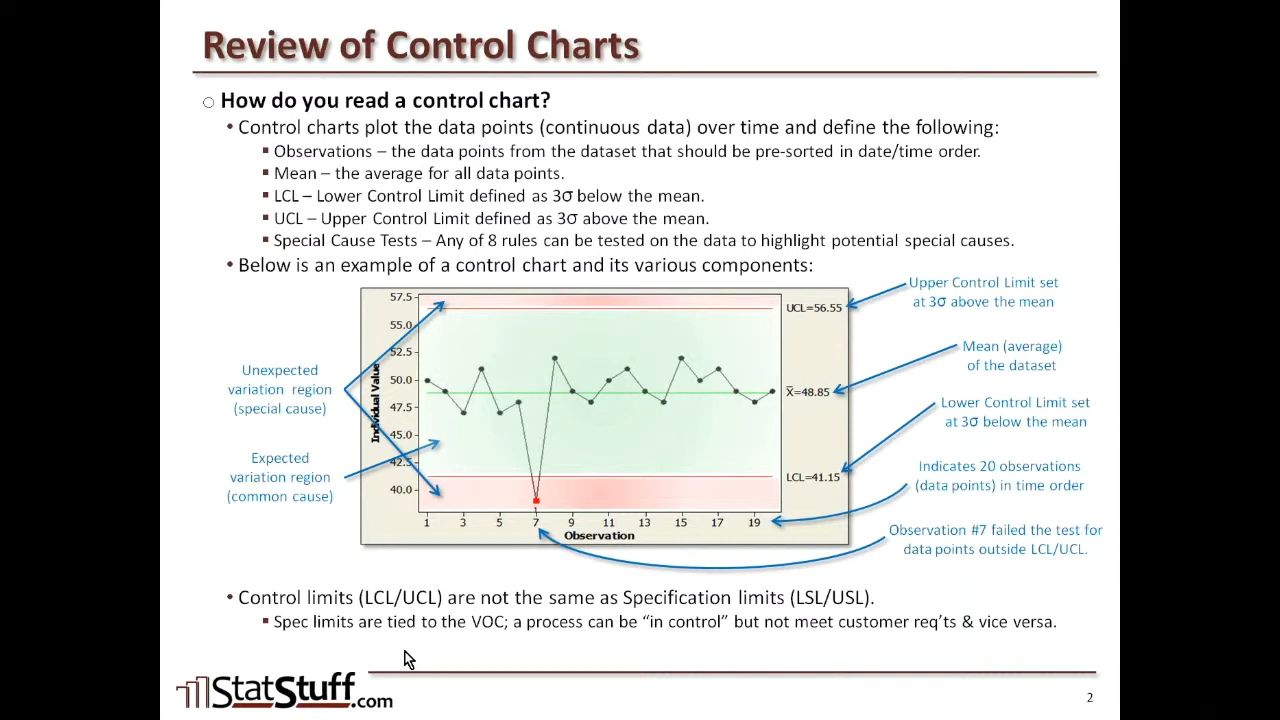 Review of Control Charts
○ How do you read a control chart?
• Control charts plot the data points (continuous data) over time and define the following:
▪ Observations – the data points from the dataset that should be pre-sorted in date/time order.
▪ Mean – the average for all data points.
▪ LCL – Lower Control Limit defined as 3σ below the mean.
▪ UCL – Upper Control Limit defined as 3σ above the mean.
▪ Special Cause Tests – Any of 8 rules can be tested on the data to highlight potential special causes.
• Below is an example of a control chart and its various components:
Unexpected
variation region
(special cause)
Expected
variation region
(common cause)
Individual Value
57.5
55.0
52.5
50.0
47.5
45.0
42.5
40.0
1
1 3 5 7 9 11 13 15 17 19
Observation
UCL=56.55
X̅=48.85
LCL=41.15
Upper Control Limit set
at 3σ above the mean
Mean (average)
of the dataset
Lower Control Limit set
at 3σ below the mean
Indicates 20 observations
(data points) in time order
Observation #7 failed the test for
data points outside LCL/UCL.
• Control limits (LCL/UCL) are not the same as Specification limits (LSL/USL).
▪ Spec limits are tied to the VOC; a process can be “in control” but not meet customer req’ts & vice versa.
StatStuff.com
2